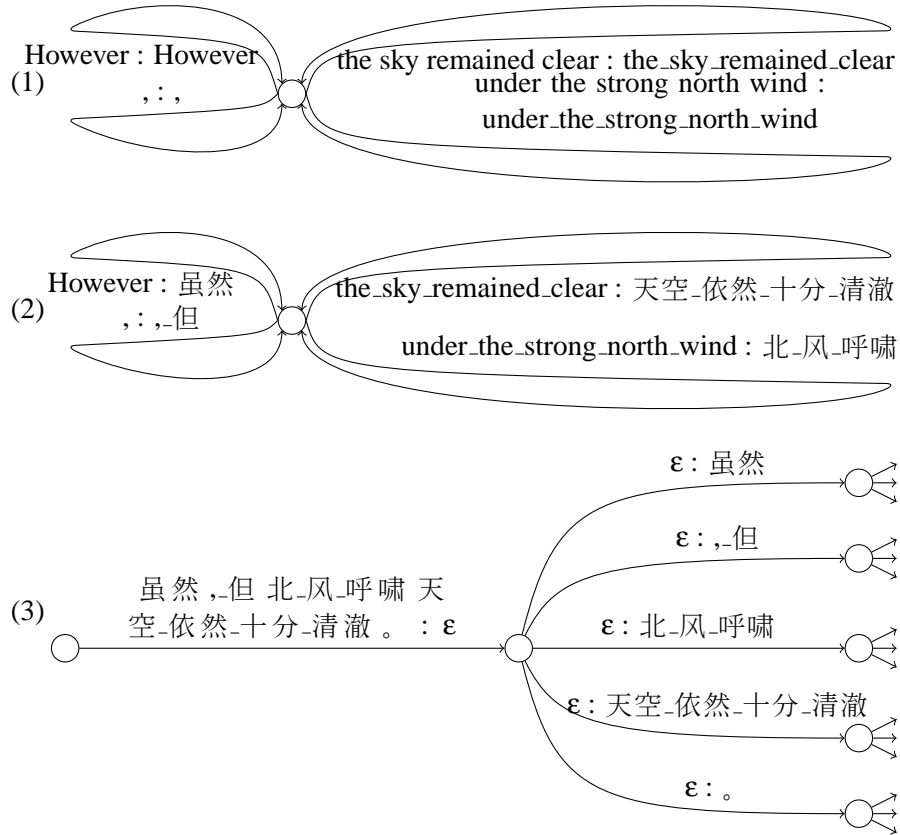 However : However
, : ,
the sky remained clear : the_sky_remained_clear
under the strong north wind :
under_the_strong_north_wind
(1)
However : 虽然
, : ,_但
the_sky_remained_clear : 天空_依然_十分_清澈
under_the_strong_north_wind : 北_风_呼啸
(2)
ε : 虽然
ε : ,_但
虽然 ,_但 北_风_呼啸 天
空_依然_十分_清澈 。 : ε
(3)
ε : 北_风_呼啸
ε : 天空_依然_十分_清澈
ε : 。